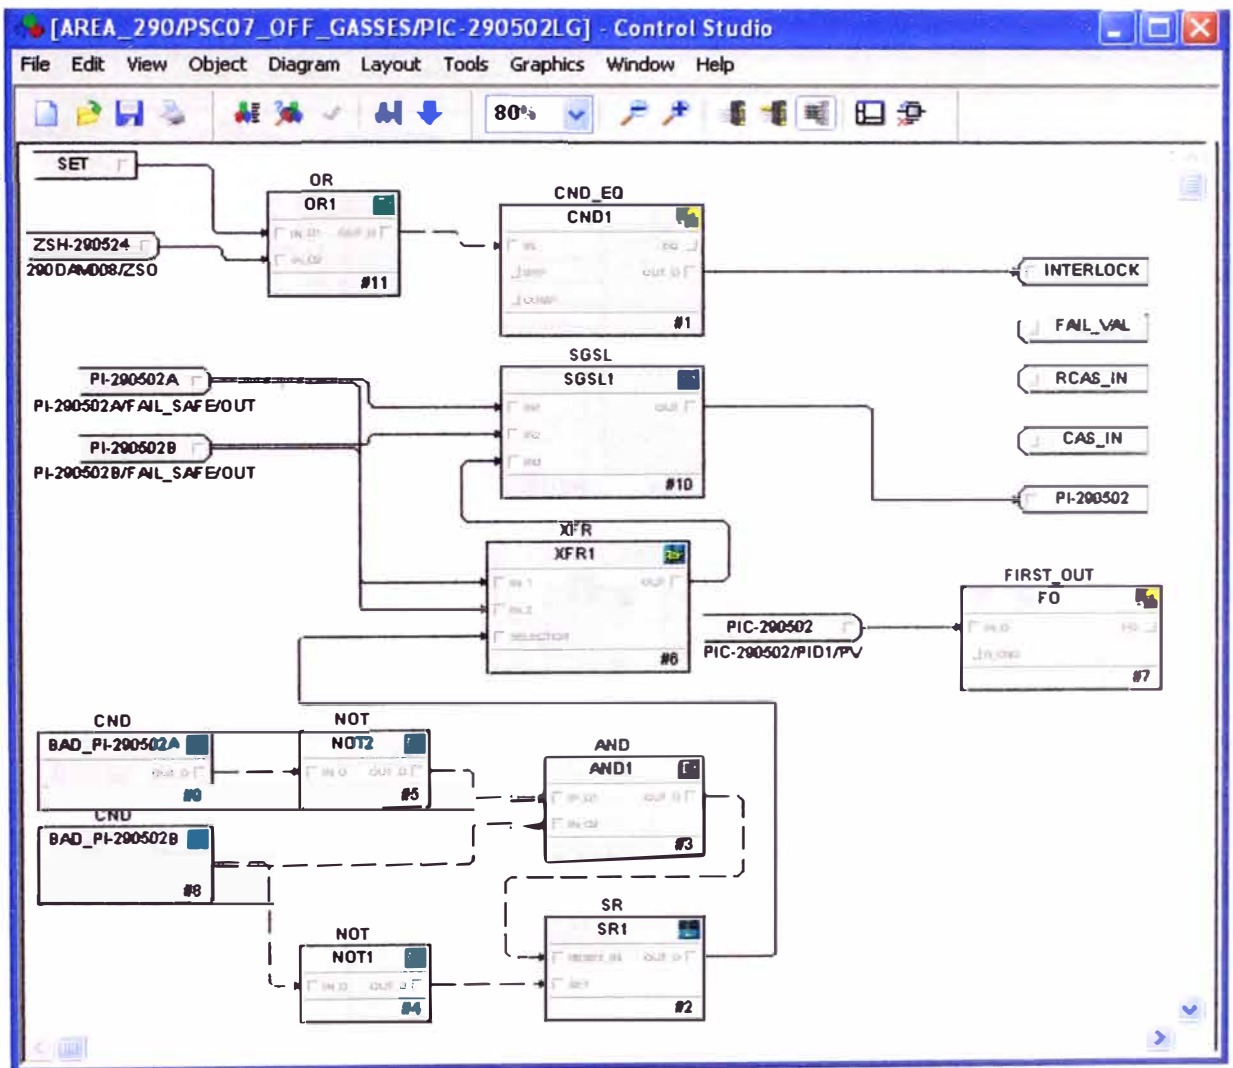 [AREA_290/PSC07_OFF_GASSES/PIC-290502LG] - Control Studio
File Edit View Object Diagram Layout Tools Graphics Window Help
80%
SET
OR
OR1
#11
CND_EQ
CND1
#1
ZSH-290524
290DAM008/ZSO
INTERLOCK
FAIL_VAL
RCAS_IN
CAS_IN
PI-290502
SGSL
SGSL1
#10
PI-290502A
PI-290502A/FAIL_SAFE/OUT
PI-290502B
PI-290502B/FAIL_SAFE/OUT
XFR
XFR1
SELECTION
#6
PIC-290502
PIC-290502/PID1/PV
FIRST_OUT
FO
#7
CND
BAD_PI-290502A
#9
NOT
NOT2
#5
AND
AND1
#3
CND
BAD_PI-290502B
#8
NOT
NOT1
#4
SR
SR1
#2